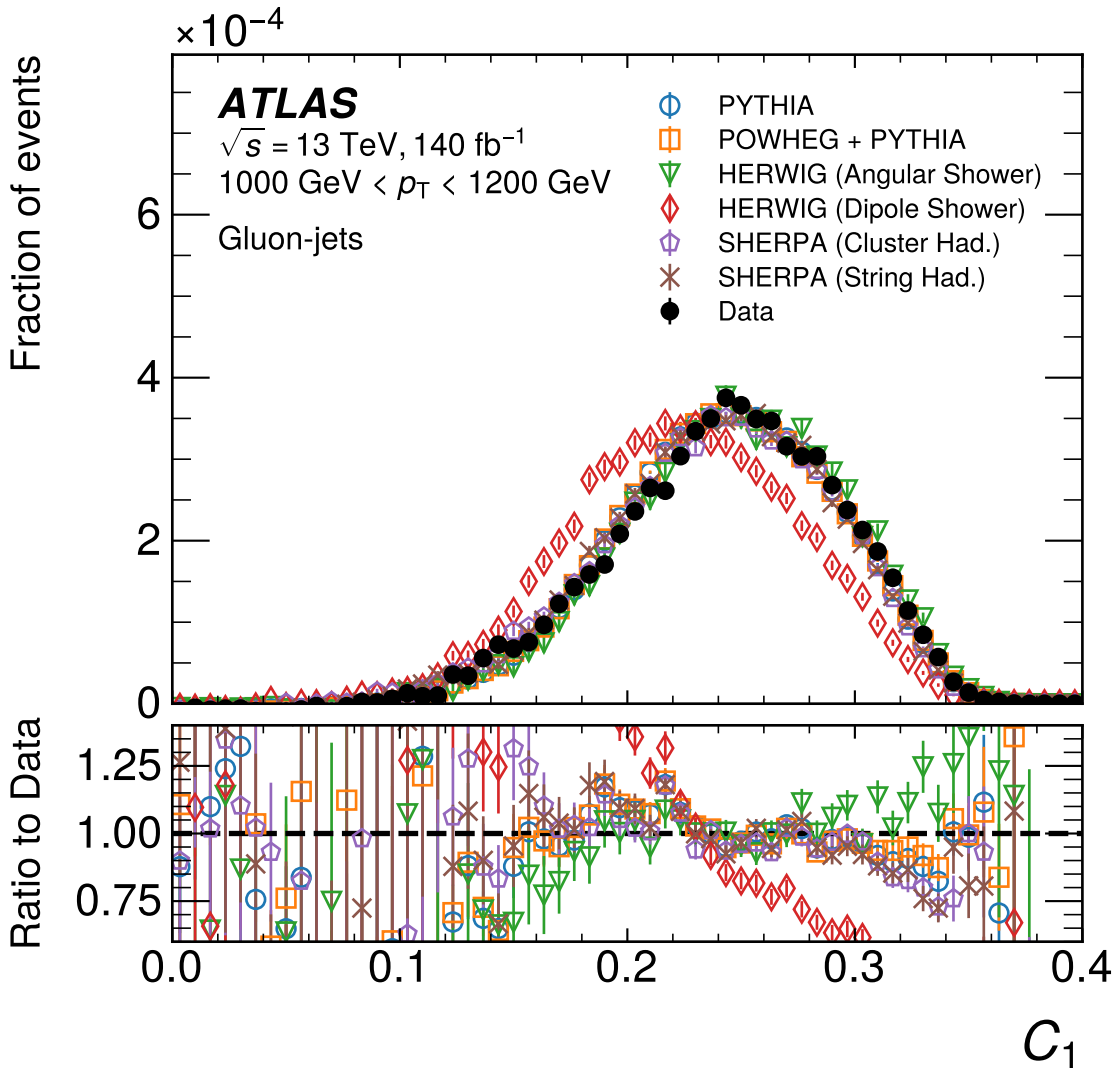 ×10⁻⁴
Fraction of events
ATLAS
√s = 13 TeV, 140 fb⁻¹
1000 GeV < p_T < 1200 GeV
Gluon-jets
PYTHIA
POWHEG + PYTHIA
HERWIG (Angular Shower)
HERWIG (Dipole Shower)
SHERPA (Cluster Had.)
SHERPA (String Had.)
Data
6
4
2
0
Ratio to Data
1.25
1.00
0.75
0.0 0.1 0.2 0.3 0.4
C₁